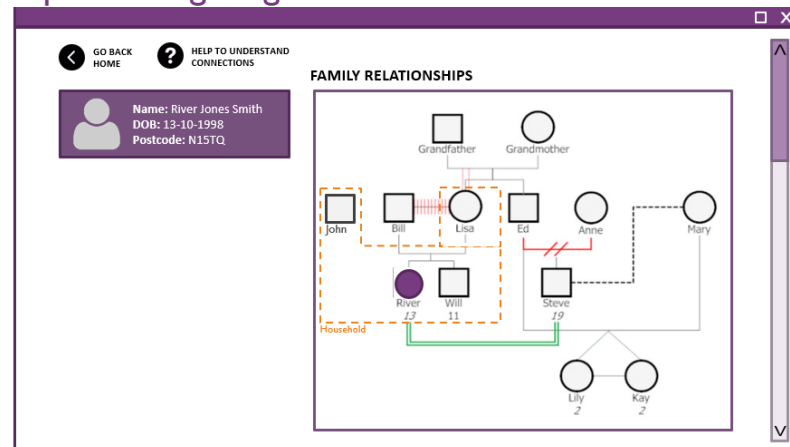 GO BACK
HOME
HELP TO UNDERSTAND
CONNECTIONS
FAMILY RELATIONSHIPS
Name: River Jones Smith
DOB: 13-10-1998
Postcode: N15TQ
Grandfather
Grandmother
John
Bill
Lisa
Ed
Anne
Mary
River
13
Will
11
Steve
19
Household
Lily
2
Kay
2